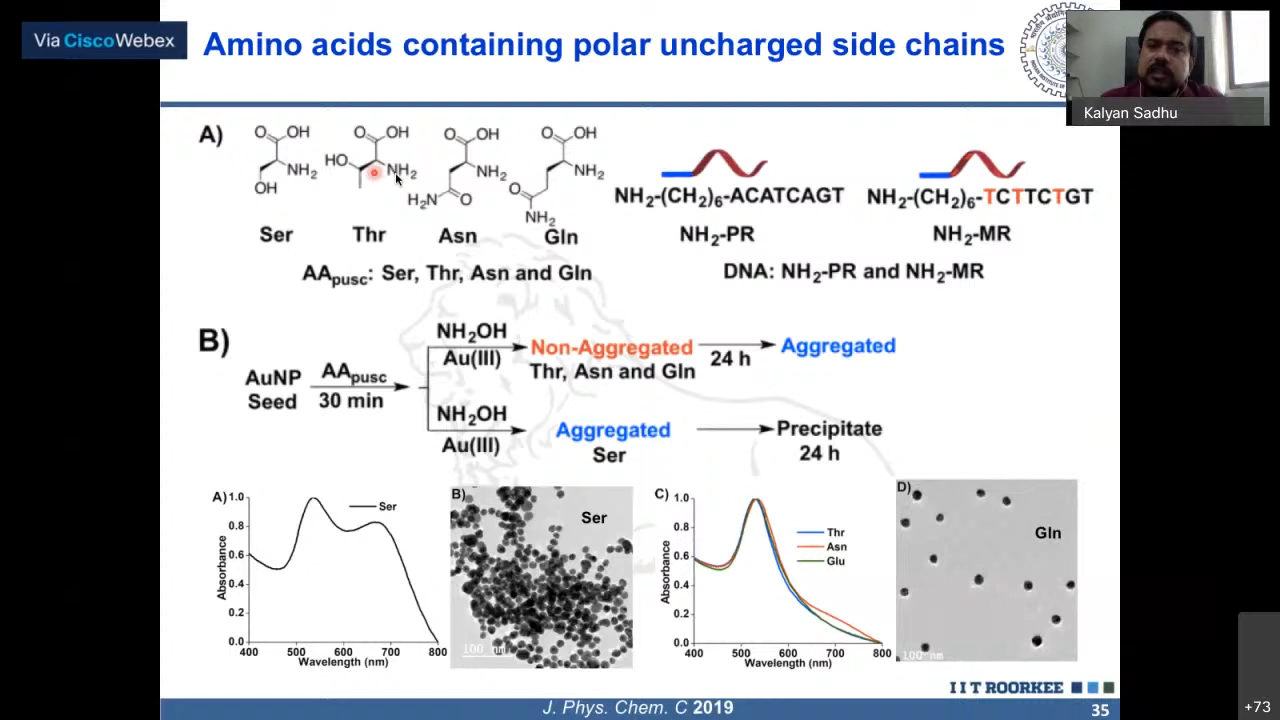 Via Cisco Webex
Amino acids containing polar uncharged side chains
Kalyan Sadhu
A)
O OH
NH₂
OH
Ser
O OH
HO
NH₂
Thr
O OH
NH₂
H₂N O
Asn
O OH
NH₂
O
NH₂
Gln
NH₂-(CH₂)₆-ACATCAGT
NH₂-PR
NH₂-(CH₂)₆-TCTTCTGT
NH₂-MR
AApusc: Ser, Thr, Asn and Gln
DNA: NH₂-PR and NH₂-MR
B)
AuNP
Seed
AApusc
30 min
NH₂OH
Au(III)
Non-Aggregated
Thr, Asn and Gln
24 h
Aggregated
NH₂OH
Au(III)
Aggregated
Ser
Precipitate
24 h
A)
Absorbance
1.0
0.8
0.6
0.4
0.2
0.0
Ser
400 500 600 700 800
Wavelength (nm)
B)
Ser
100 nm
C)
Absorbance
1.0
0.8
0.6
0.4
0.2
0.0
Thr
Asn
Glu
400 500 600 700 800
Wavelength (nm)
D)
Gln
100 nm
I I T ROORKEE
J. Phys. Chem. C 2019
35
+73